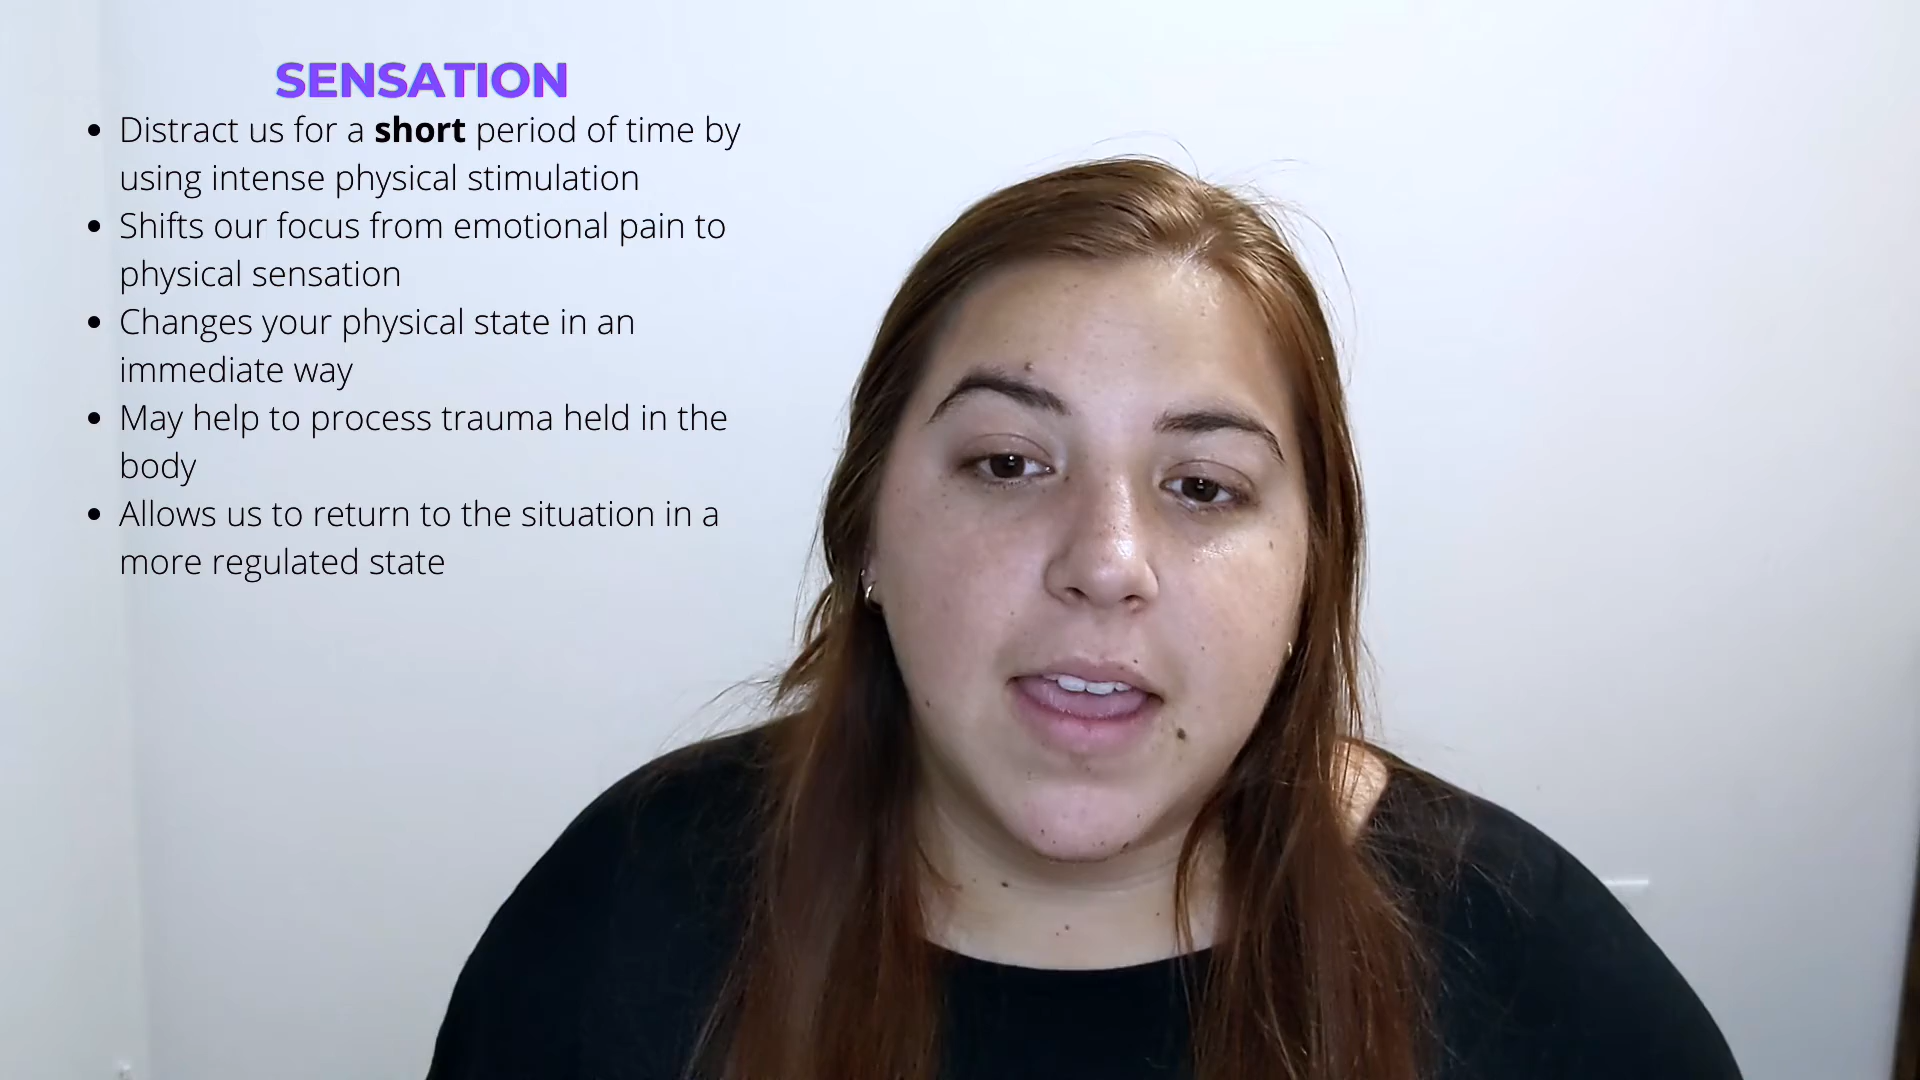 SENSATION
• Distract us for a short period of time by
using intense physical stimulation
• Shifts our focus from emotional pain to
physical sensation
• Changes your physical state in an
immediate way
• May help to process trauma held in the
body
• Allows us to return to the situation in a
more regulated state